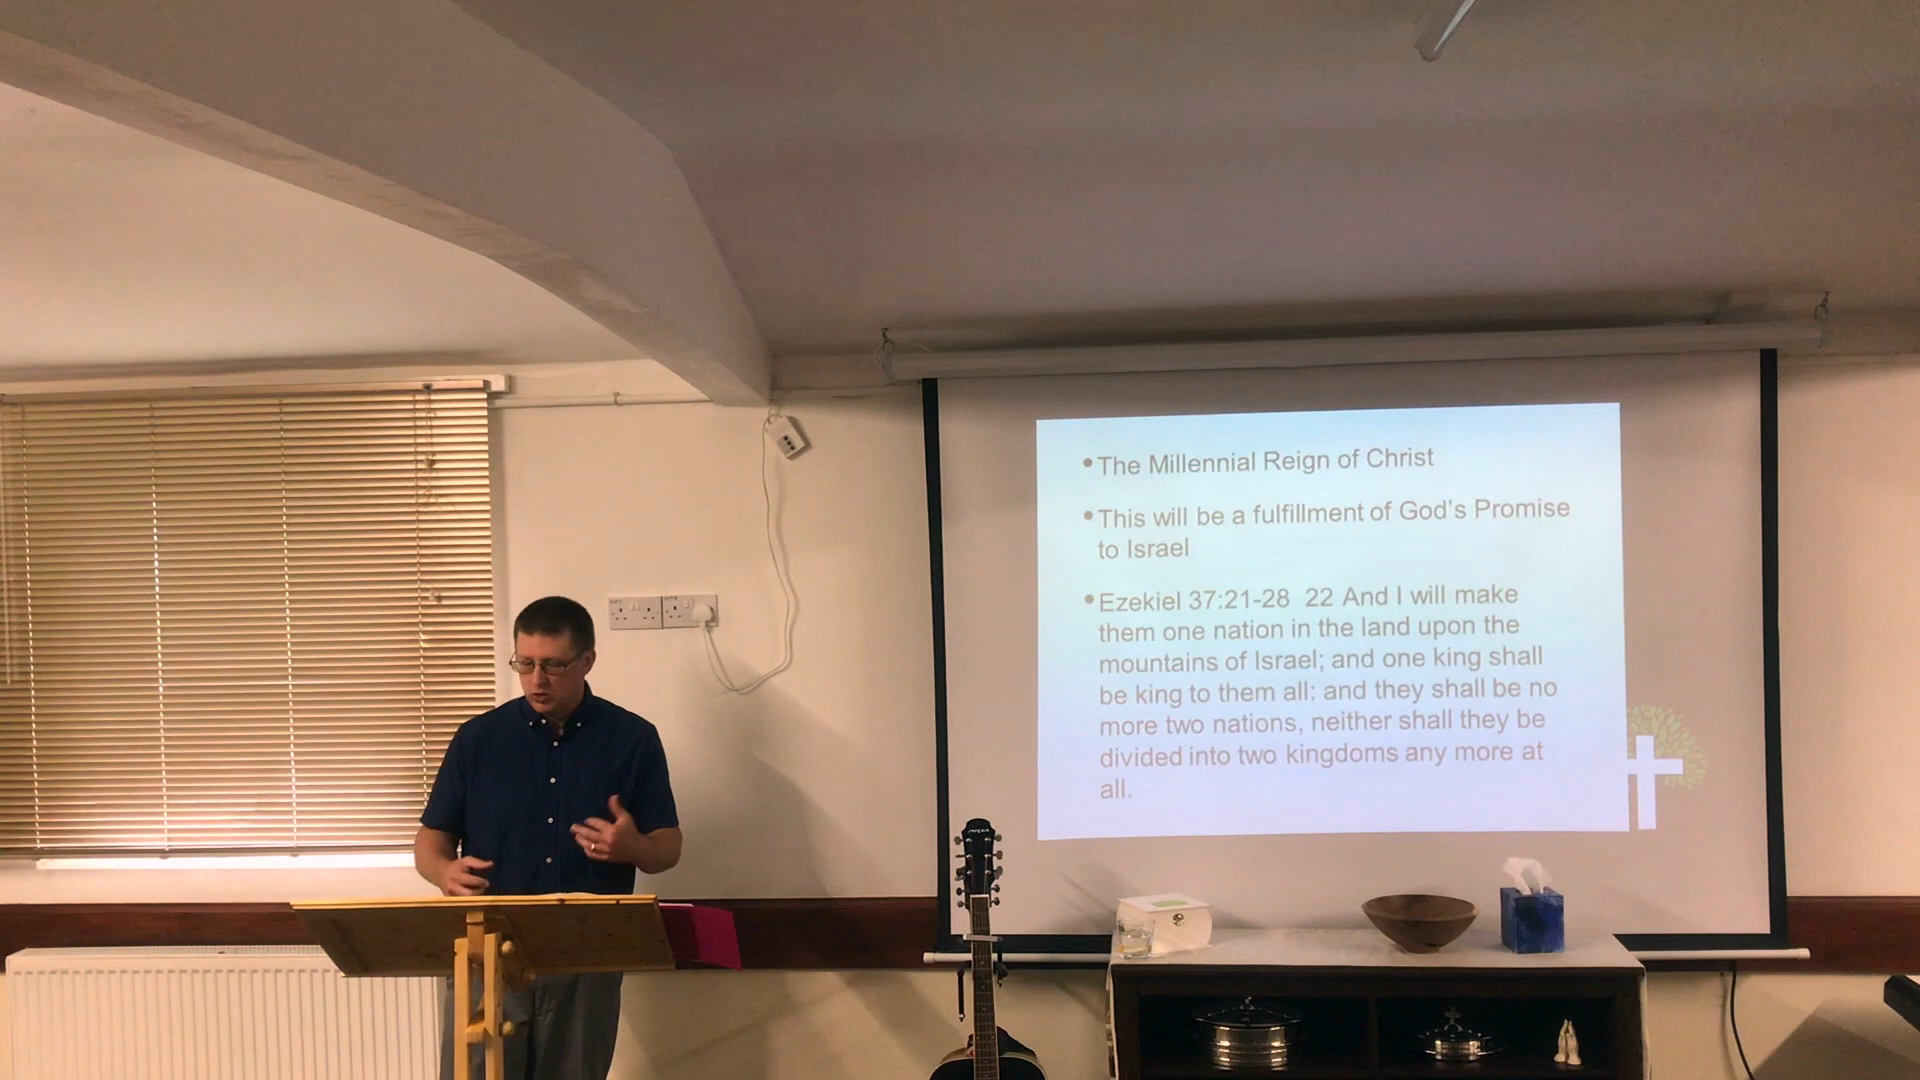 • The Millennial Reign of Christ
• This will be a fulfillment of God's Promise
to Israel
• Ezekiel 37:21-28  22 And I will make
them one nation in the land upon the
mountains of Israel; and one king shall
be king to them all: and they shall be no
more two nations, neither shall they be
divided into two kingdoms any more at
all.